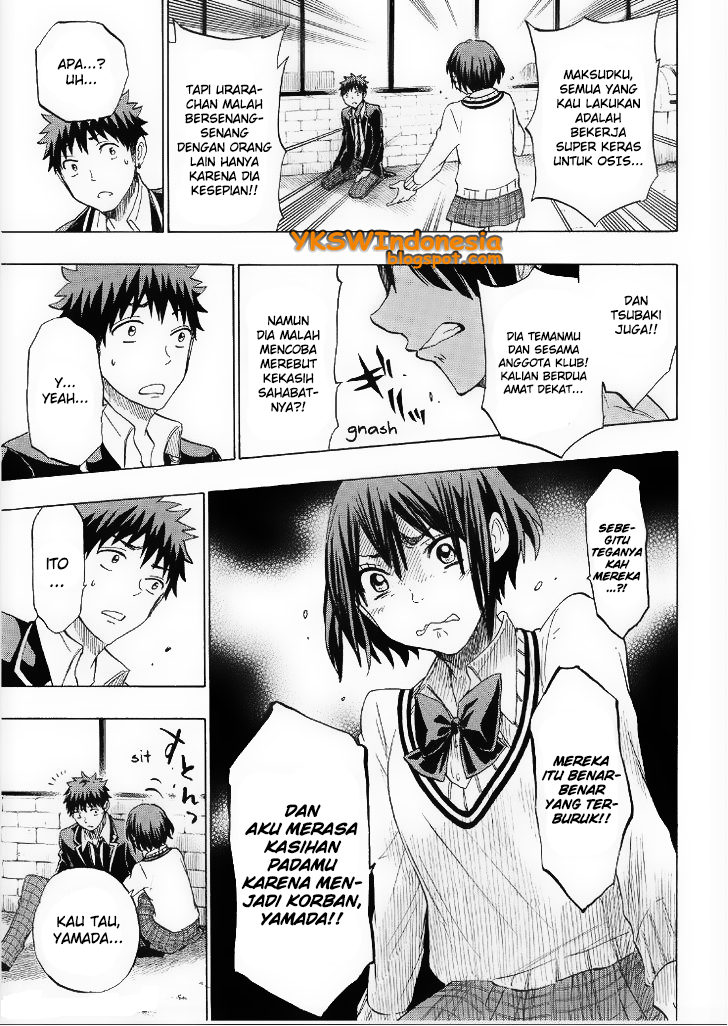 MAKSUDKU,
SEMUA YANG
KAU LAKUKAN
ADALAH
BEKERJA
SUPER KERAS
UNTUK OSIS...
TAPI URARA-
CHAN MALAH
BERSENANG-
SENANG
DENGAN ORANG
LAIN HANYA
KARENA DIA
KESEPIAN!!
APA...?
UH...
YKSWIndonesia
blogspot.com
DAN
TSUBAKI
JUGA!!
DIA TEMANMU
DAN SESAMA
ANGGOTA KLUB!
KALIAN BERDUA
AMAT DEKAT...
NAMUN
DIA MALAH
MENCOBA
MEREBUT
KEKASIH
SAHABAT-
NYA?!
gnash
Y...
YEAH...
SEBE-
GITU
TEGANYA
KAH
MEREKA
...?!
MEREKA
ITU BENAR-
BENAR
YANG TER-
BURUK!!
DAN
AKU MERASA
KASIHAN
PADAMU
KARENA MEN-
JADI KORBAN,
YAMADA!!
ITO
...
すとんっ
sit
KAU TAU,
YAMADA...